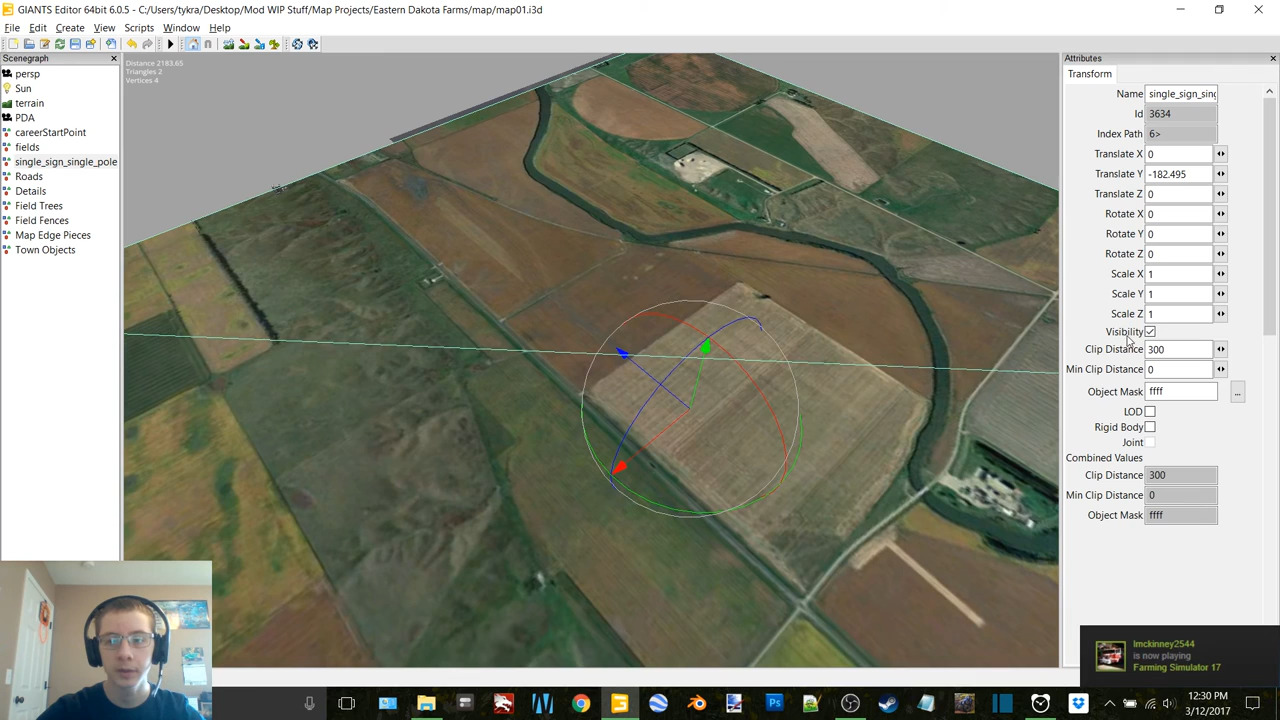 GIANTS Editor 64bit 6.0.5 - C:/Users/tykra/Desktop/Mod WIP Stuff/Map Projects/Eastern Dakota Farms/map/map01.i3d
File Edit Create View Scripts Window Help
Scenegraph
persp
Sun
terrain
PDA
careerStartPoint
fields
single_sign_single_pole
Roads
Details
Field Trees
Field Fences
Map Edge Pieces
Town Objects
Distance 2183.65
Triangles 2
Vertices 4
Attributes
Transform
Name single_sign_sing
Id 3634
Index Path 6>
Translate X 0
Translate Y -182.495
Translate Z 0
Rotate X 0
Rotate Y 0
Rotate Z 0
Scale X 1
Scale Y 1
Scale Z 1
Visibility
Clip Distance 300
Min Clip Distance 0
Object Mask ffff ...
LOD
Rigid Body
Joint
Combined Values
Clip Distance 300
Min Clip Distance 0
Object Mask ffff
lmckinney2544
is now playing
Farming Simulator 17
Ps
12:30 PM
3/12/2017